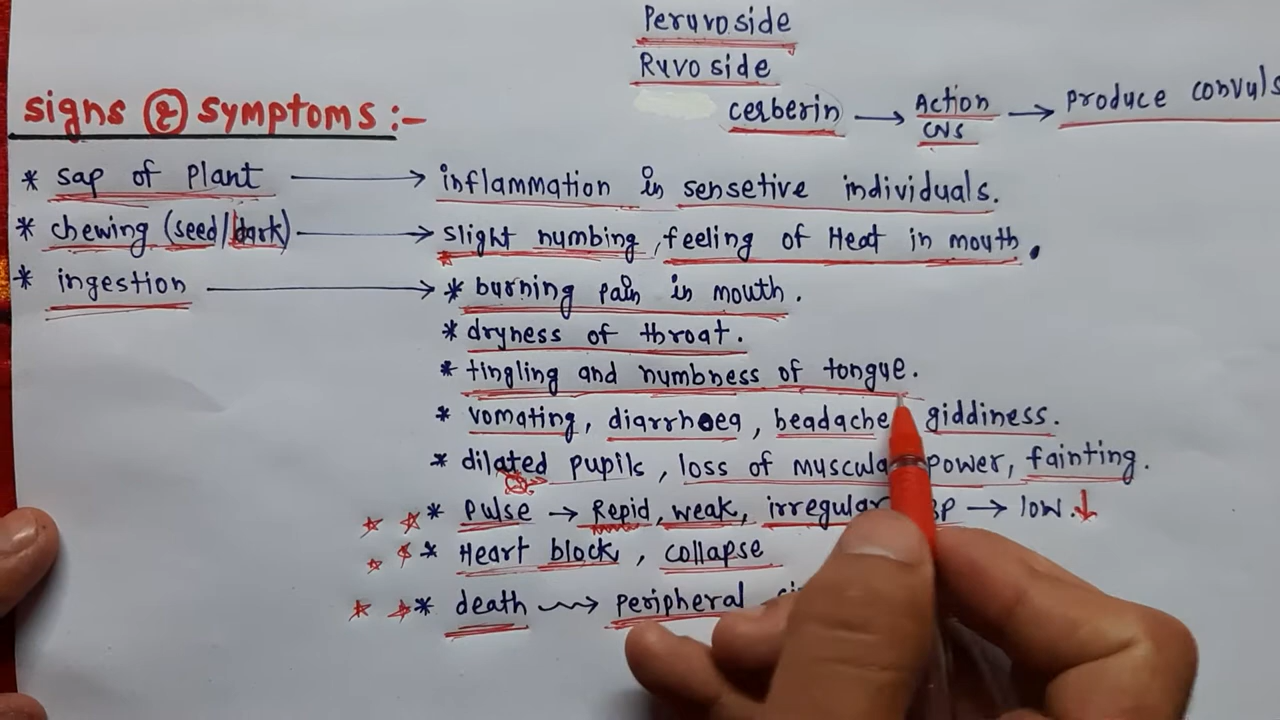 Peruvoside
Ruvoside
cerberin → Action CNS → produce convuls
signs & symptoms :-
* sap of plant → inflammation in sensetive individuals.
* chewing (seed/bark) → slight numbing, feeling of Heat in mouth.
* ingestion → * burning pain in mouth.
* dryness of throat.
* tingling and numbness of tongue.
* vomating, diarrhoea, headache giddiness.
* dilated pupils, loss of muscula power, fainting.
* Pulse → Repid, weak, irregular BP → low. ↓
* Heart block, collapse
* death → peripheral